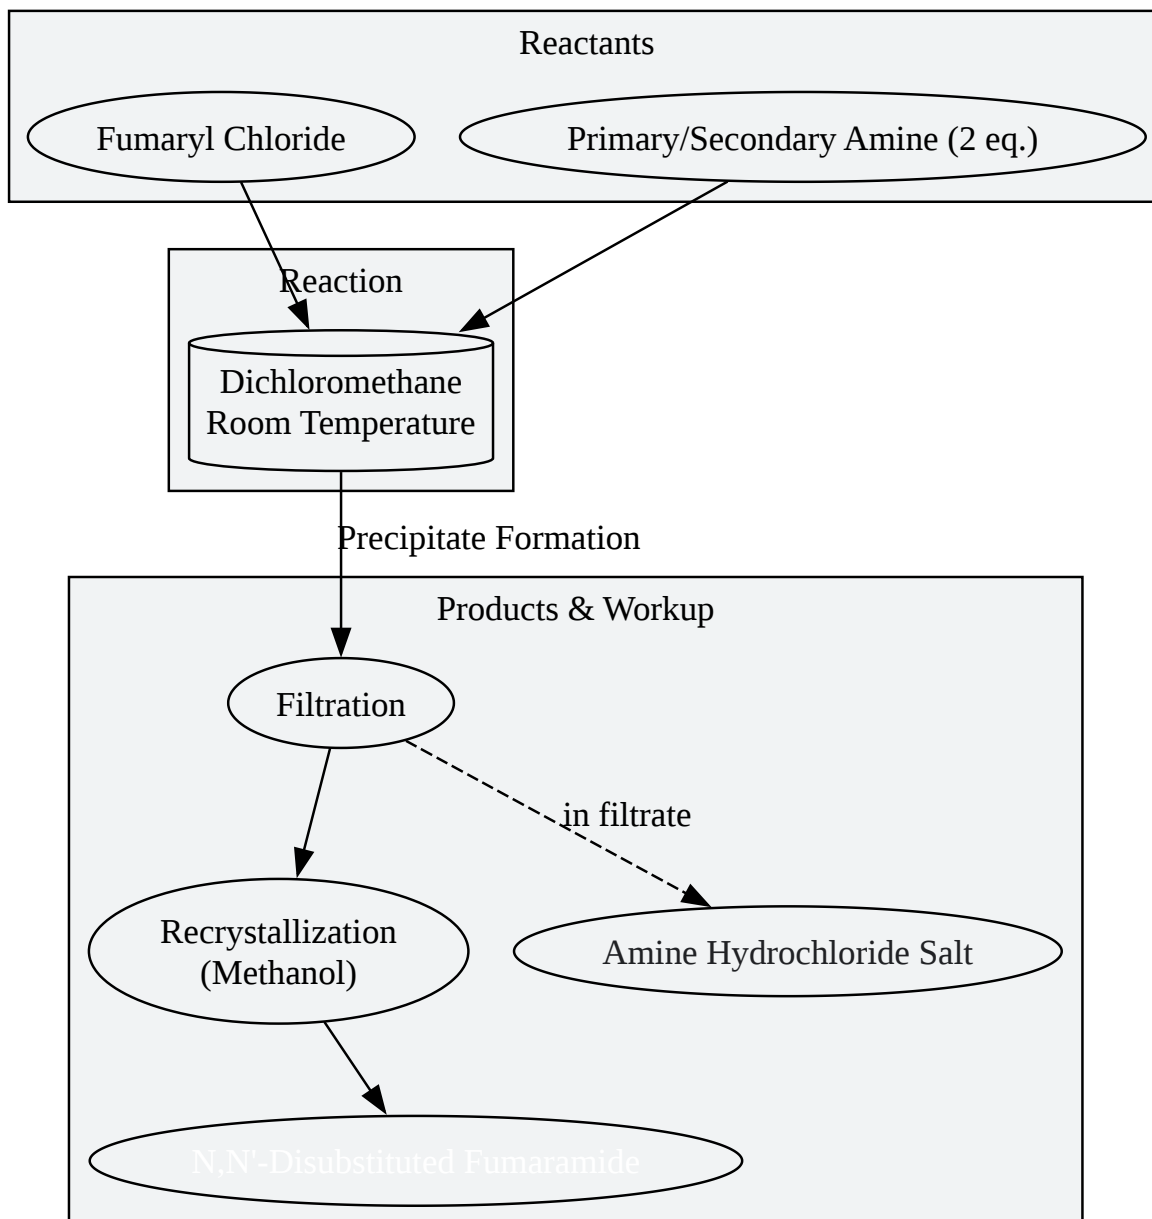 Reactants
Fumaryl Chloride
Primary/Secondary Amine (2 eq.)
Reaction
Dichloromethane
Room Temperature
Precipitate Formation
Products & Workup
Filtration
in filtrate
Recrystallization
(Methanol)
Amine Hydrochloride Salt
N,N'-Disubstituted Fumaramide